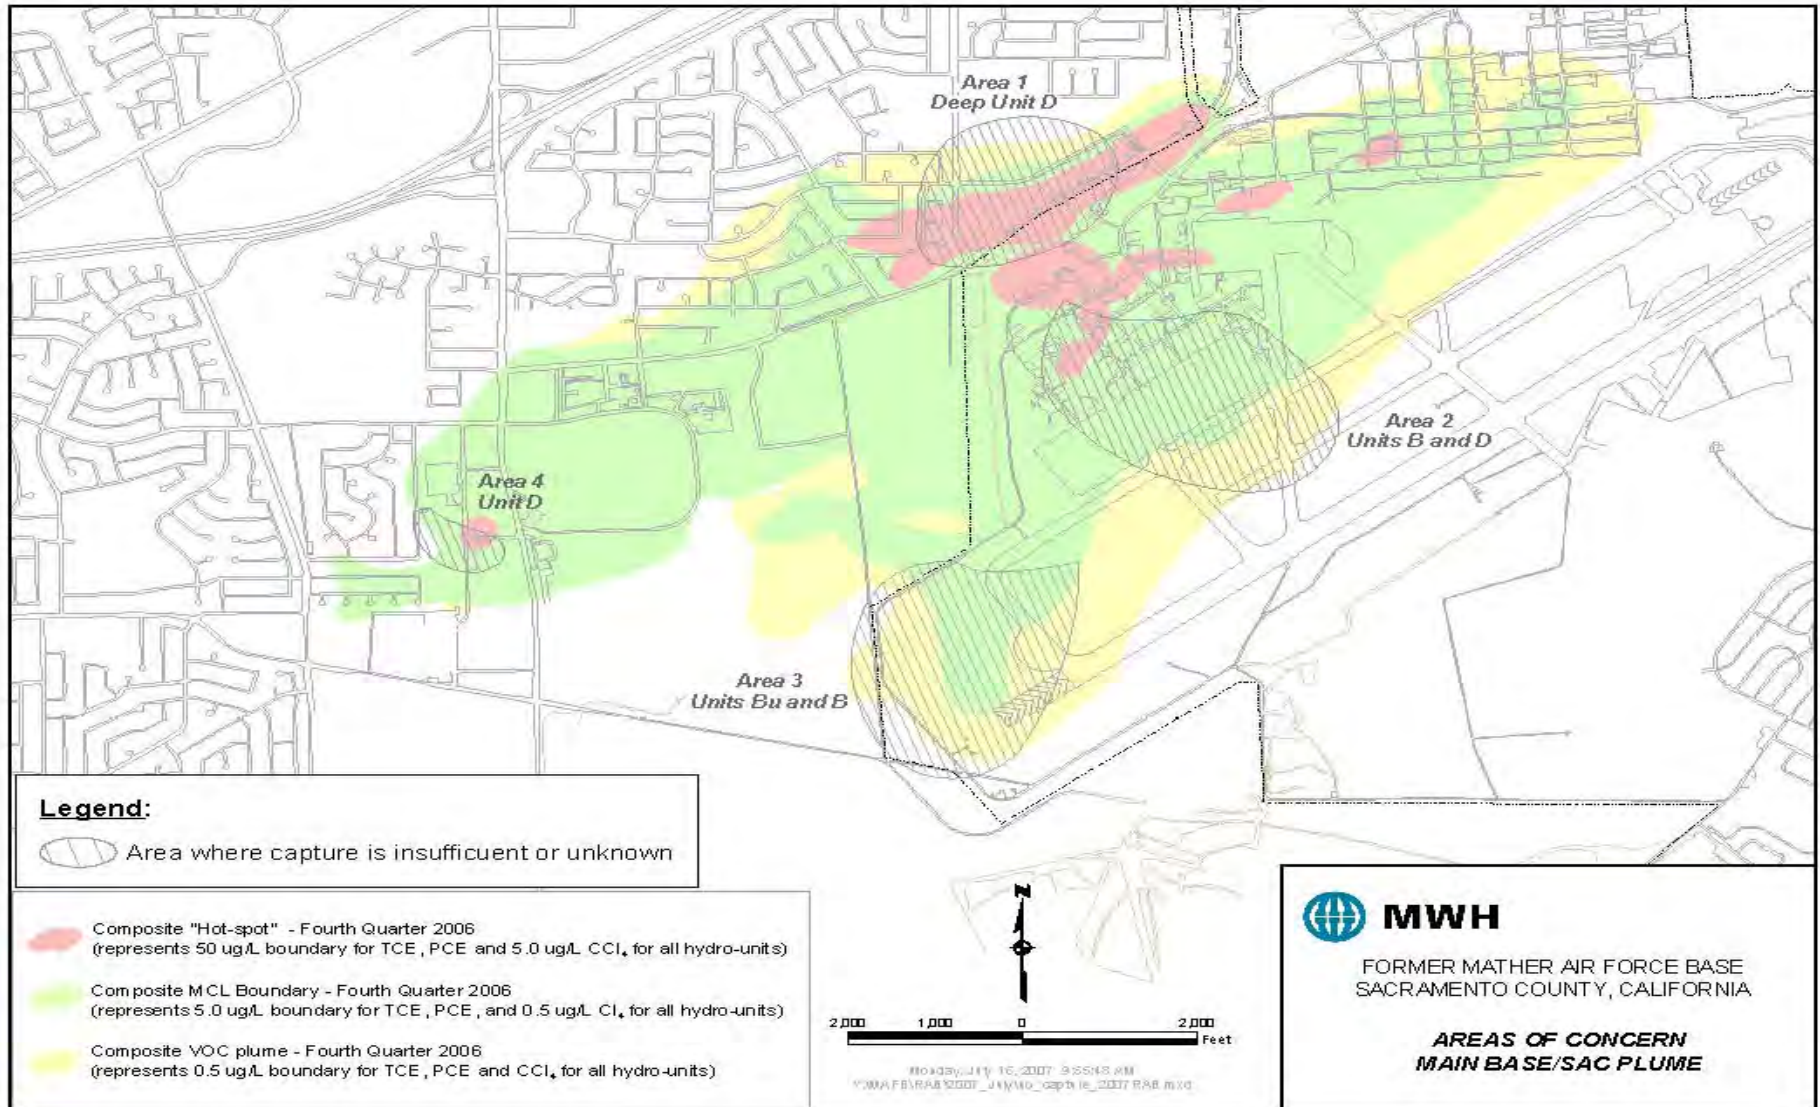 Area 1
Deep Unit D
Area 2
Units B and D
Area 4
Unit D
Area 3
Units Bu and B
Legend:
Area where capture is insufficuent or unknown
Composite "Hot-spot" - Fourth Quarter 2006
(represents 50 ug/L boundary for TCE, PCE and 5.0 ug/L CCl₄ for all hydro-units)
Composite MCL Boundary - Fourth Quarter 2006
(represents 5.0 ug/L boundary for TCE, PCE, and 0.5 ug/L Cl₄ for all hydro-units)
Composite VOC plume - Fourth Quarter 2006
(represents 0.5 ug/L boundary for TCE, PCE and CCl₄ for all hydro-units)
N
2,000 1,000 0 2,000
Feet
Monday, July 16, 2007
MWH
FORMER MATHER AIR FORCE BASE
SACRAMENTO COUNTY, CALIFORNIA
AREAS OF CONCERN
MAIN BASE/SAC PLUME